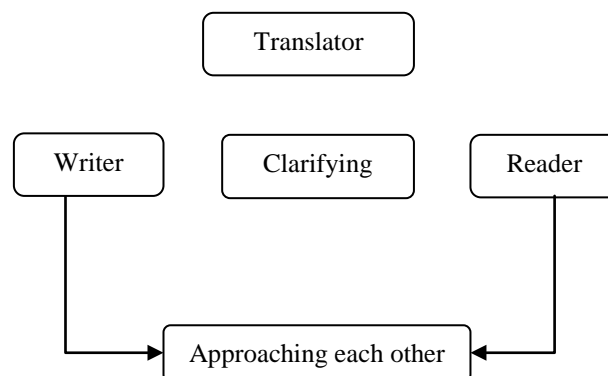 Translator
Writer
Clarifying
Reader
Approaching each other